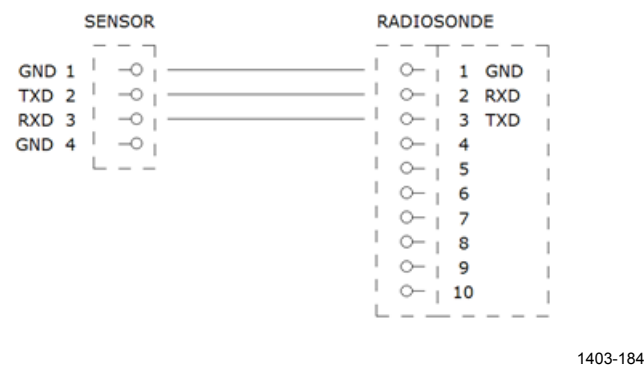 SENSOR RADIOSONDE
GND 1 1 GND
TXD 2 2 RXD
RXD 3 3 TXD
GND 4 4
5
6
7
8
9
10
1403-184